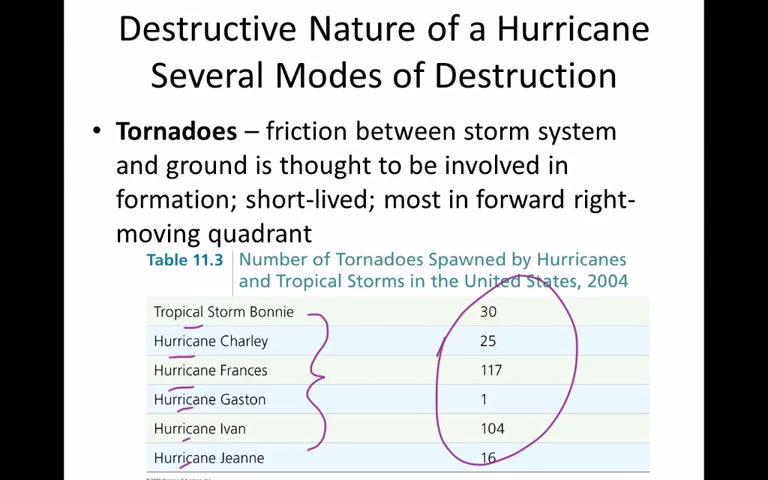 Destructive Nature of a Hurricane
Several Modes of Destruction
• Tornadoes – friction between storm system
and ground is thought to be involved in
formation; short-lived; most in forward right-
moving quadrant
Table 11.3 Number of Tornadoes Spawned by Hurricanes
and Tropical Storms in the United States, 2004
Tropical Storm Bonnie 30
Hurricane Charley 25
Hurricane Frances 117
Hurricane Gaston 1
Hurricane Ivan 104
Hurricane Jeanne 16